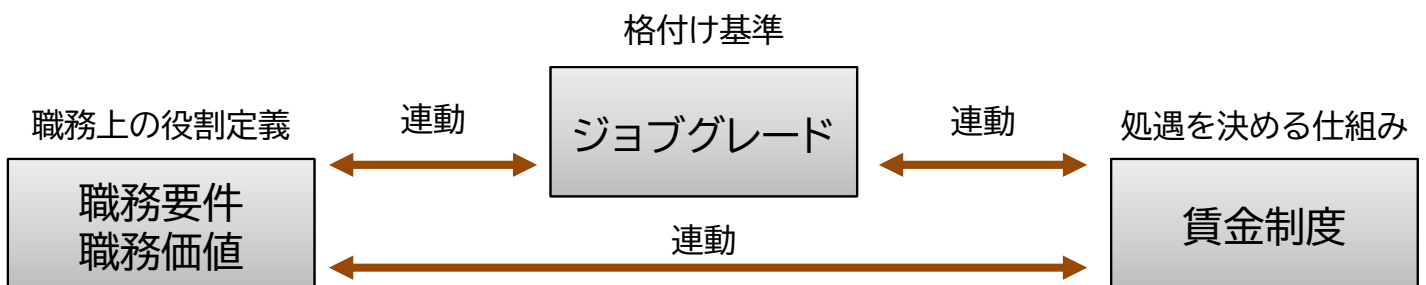 格付け基準
職務上の役割定義
連動
ジョブグレード
連動
処遇を決める仕組み
職務要件
職務価値
連動
賃金制度